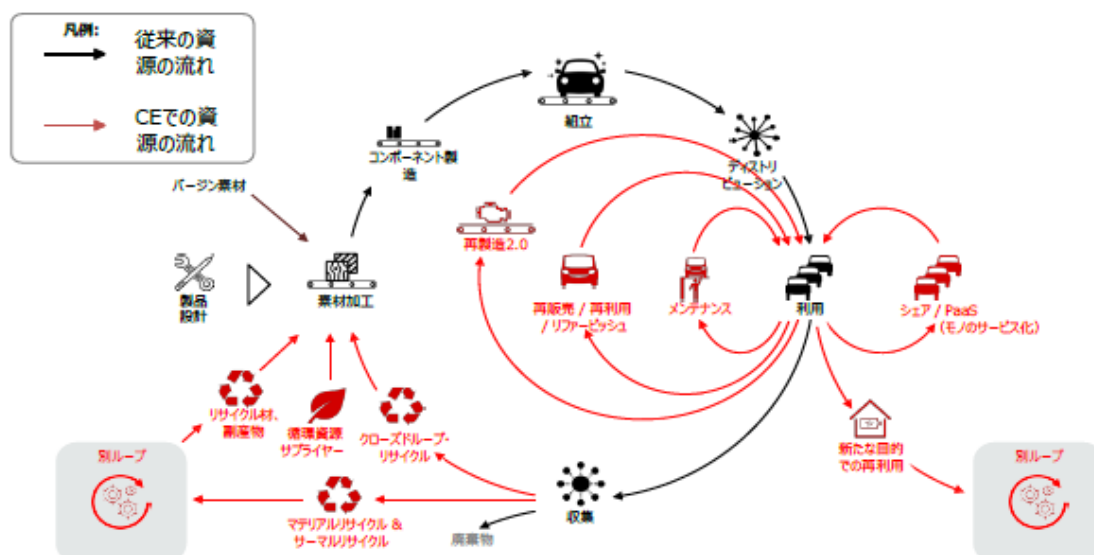 凡例:
従来の資
源の流れ
CEでの資
源の流れ
組立
コンポーネント製
造
ディストリ
ビューション
バージン素材
再製造2.0
製品
設計
素材加工
再販売 / 再利用
/ リファービッシュ
メンテナンス
利用
シェア / PaaS
(モノのサービス化)
リサイクル材、
副産物
循環資源
サプライヤー
クローズドループ・
リサイクル
新たな目的
での再利用
別ループ
別ループ
マテリアルリサイクル &
サーマルリサイクル
収集
廃棄物